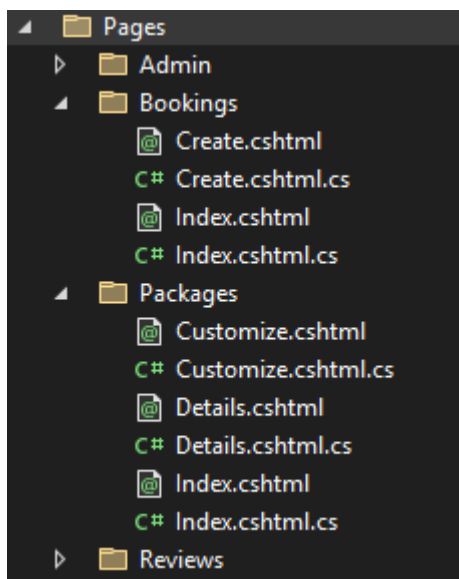 Pages
Admin
Bookings
@ Create.cshtml
C# Create.cshtml.cs
@ Index.cshtml
C# Index.cshtml.cs
Packages
@ Customize.cshtml
C# Customize.cshtml.cs
@ Details.cshtml
C# Details.cshtml.cs
@ Index.cshtml
C# Index.cshtml.cs
Reviews